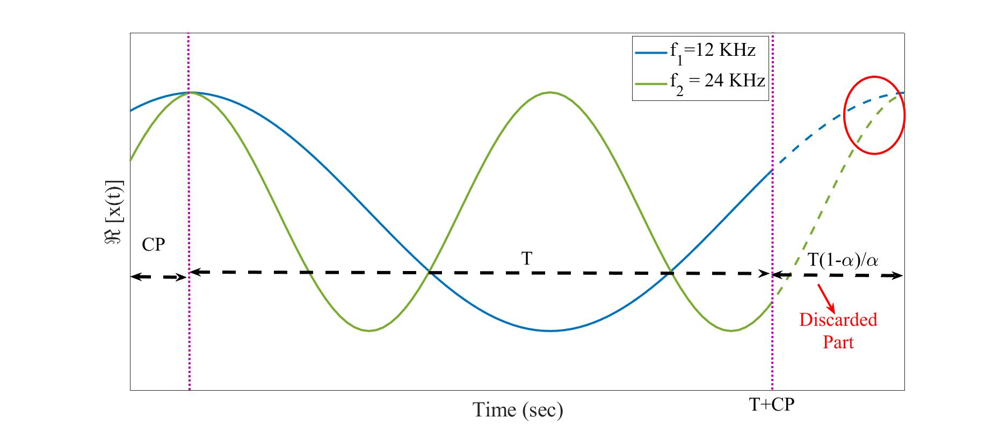 f1=12 KHz
f2 = 24 KHz
ℜ [x(t)]
CP
T
T(1-α)/α
Discarded
Part
T+CP
Time (sec)